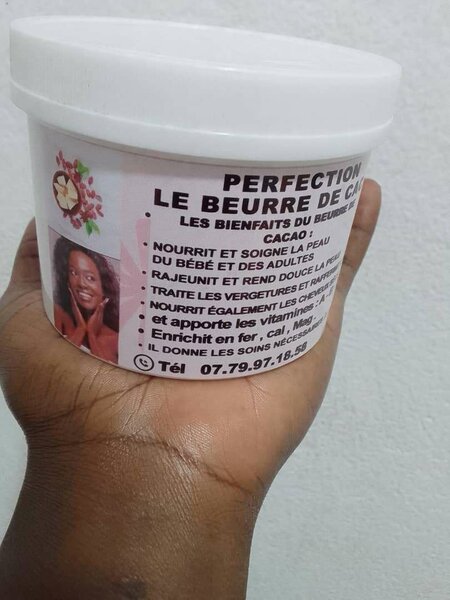 PERFECTION
LE BEURRE DE
LES BIENFAITS DU BEURRE DE
CACAO :
• NOURRIT ET SOIGNE LA PEAU
DU BÉBÉ ET DES ADULTES
• RAJEUNIT ET REND DOUCE LA PEAU
• TRAITE LES VERGETURES ET
• NOURRIT ÉGALEMENT LES CHEVEUX
• et apporte les vitamines : A -
• Enrichit en fer , cal , Mag
• IL DONNE LES SOINS
Tél 07.79.97.18.58